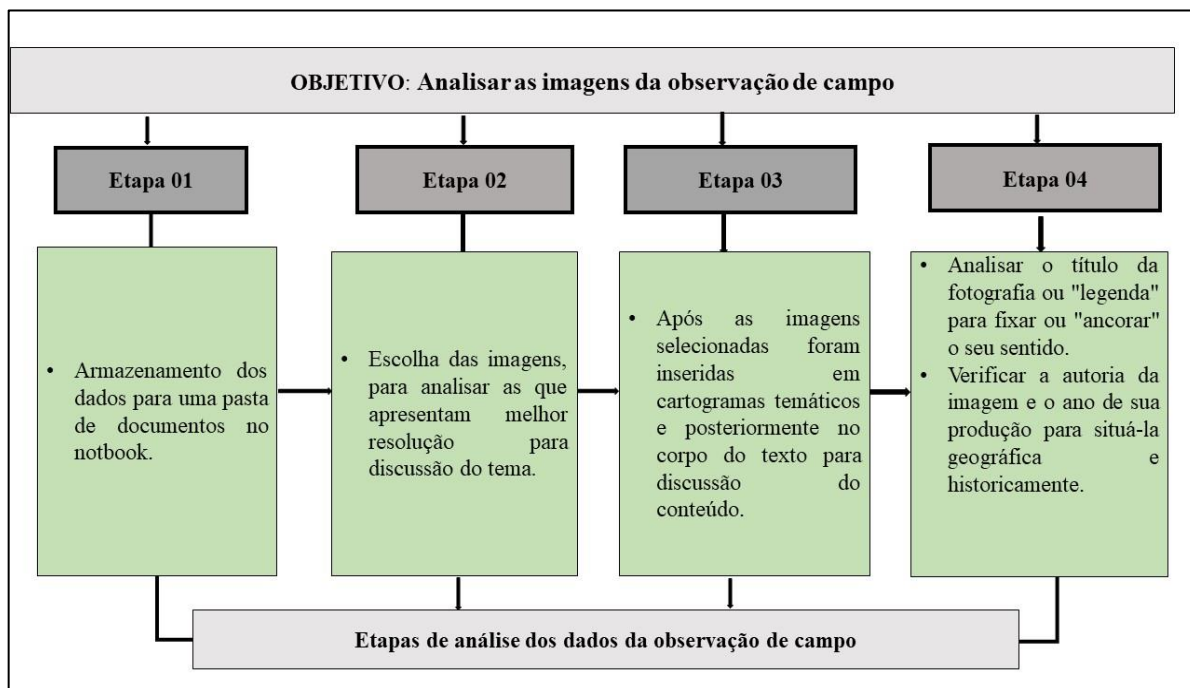 OBJETIVO: Analisar as imagens da observação de campo
Etapa 01
Etapa 02
Etapa 03
Etapa 04
• Armazenamento dos
dados para uma pasta
de documentos no
notbook.
• Escolha das imagens,
para analisar as que
apresentam melhor
resolução para
discussão do tema.
• Após as imagens
selecionadas foram
inseridas em
cartogramas temáticos
e posteriormente no
corpo do texto para
discussão do
conteúdo.
• Analisar o título da
fotografia ou "legenda"
para fixar ou "ancorar"
o seu sentido.
• Verificar a autoria da
imagem e o ano de sua
produção para situá-la
geográfica e
historicamente.
Etapas de análise dos dados da observação de campo